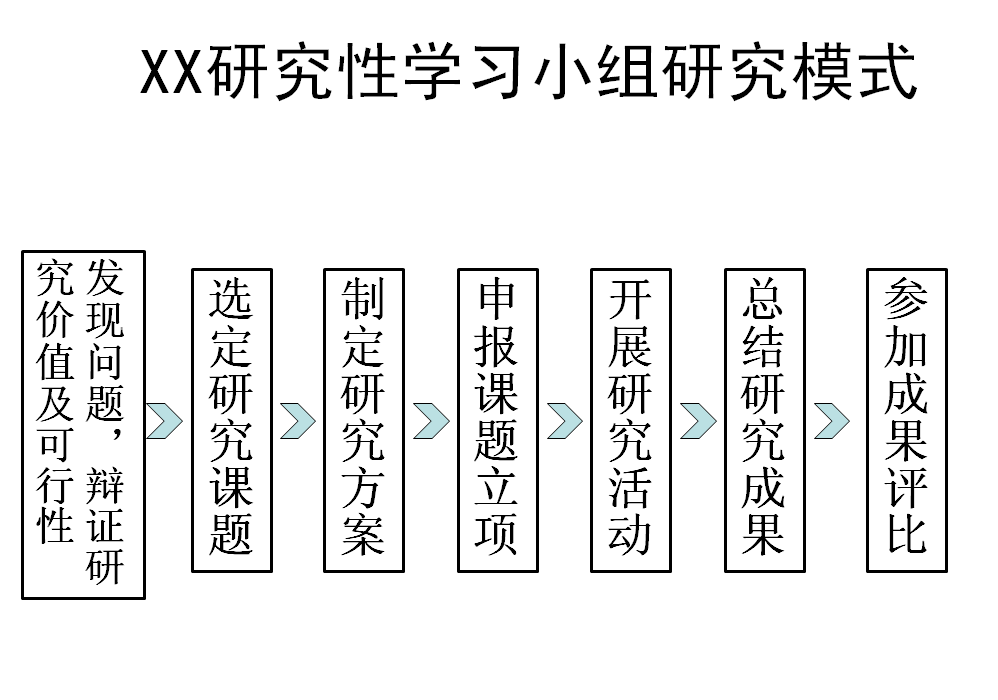 XX研究性学习小组研究模式
发现问题，辩证研
究价值及可行性
选定研究课题
制定研究方案
申报课题立项
开展研究活动
总结研究成果
参加成果评比